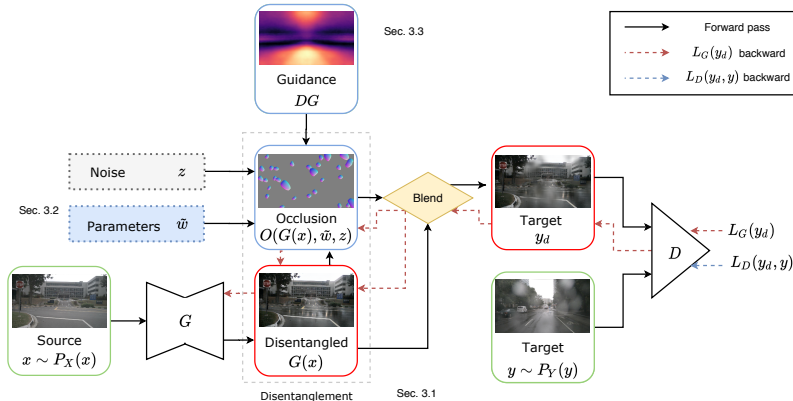 Sec. 3.3
Forward pass
L_G(y_d) backward
L_D(y_d, y) backward
Guidance
DG
Noise z
Sec. 3.2
Parameters w̃
Occlusion
O(G(x), w̃, z)
Blend
Target
y_d
D
L_G(y_d)
L_D(y_d, y)
Source
x ∼ P_X(x)
G
Disentangled
G(x)
Target
y ∼ P_Y(y)
Disentanglement
Sec. 3.1